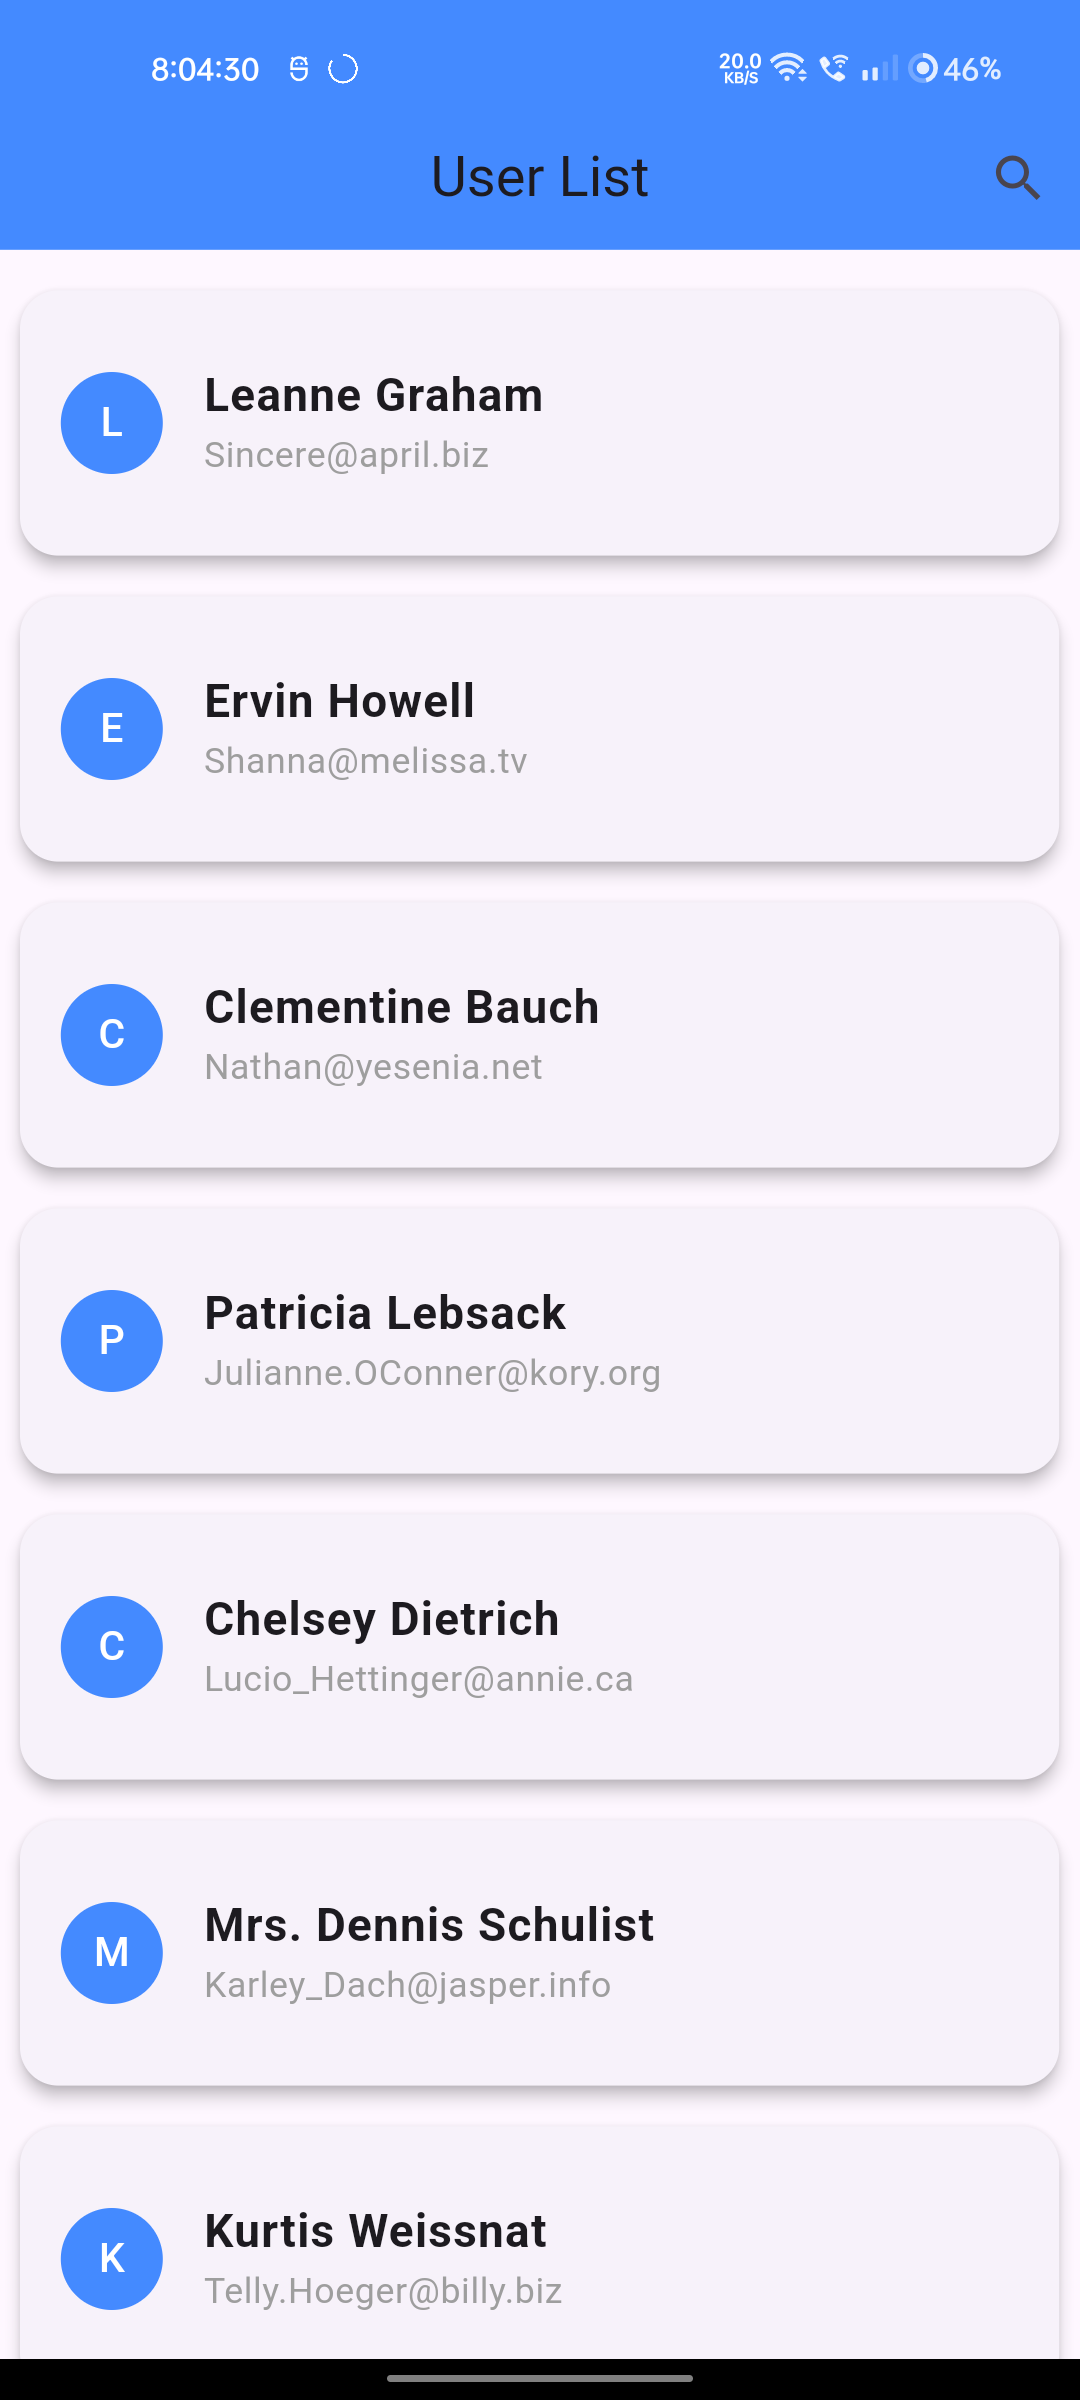 8:04:30 20.0 KB/S 46%
User List
L
Leanne Graham
Sincere@april.biz
E
Ervin Howell
Shanna@melissa.tv
C
Clementine Bauch
Nathan@yesenia.net
P
Patricia Lebsack
Julianne.OConner@kory.org
C
Chelsey Dietrich
Lucio_Hettinger@annie.ca
M
Mrs. Dennis Schulist
Karley_Dach@jasper.info
K
Kurtis Weissnat
Telly.Hoeger@billy.biz